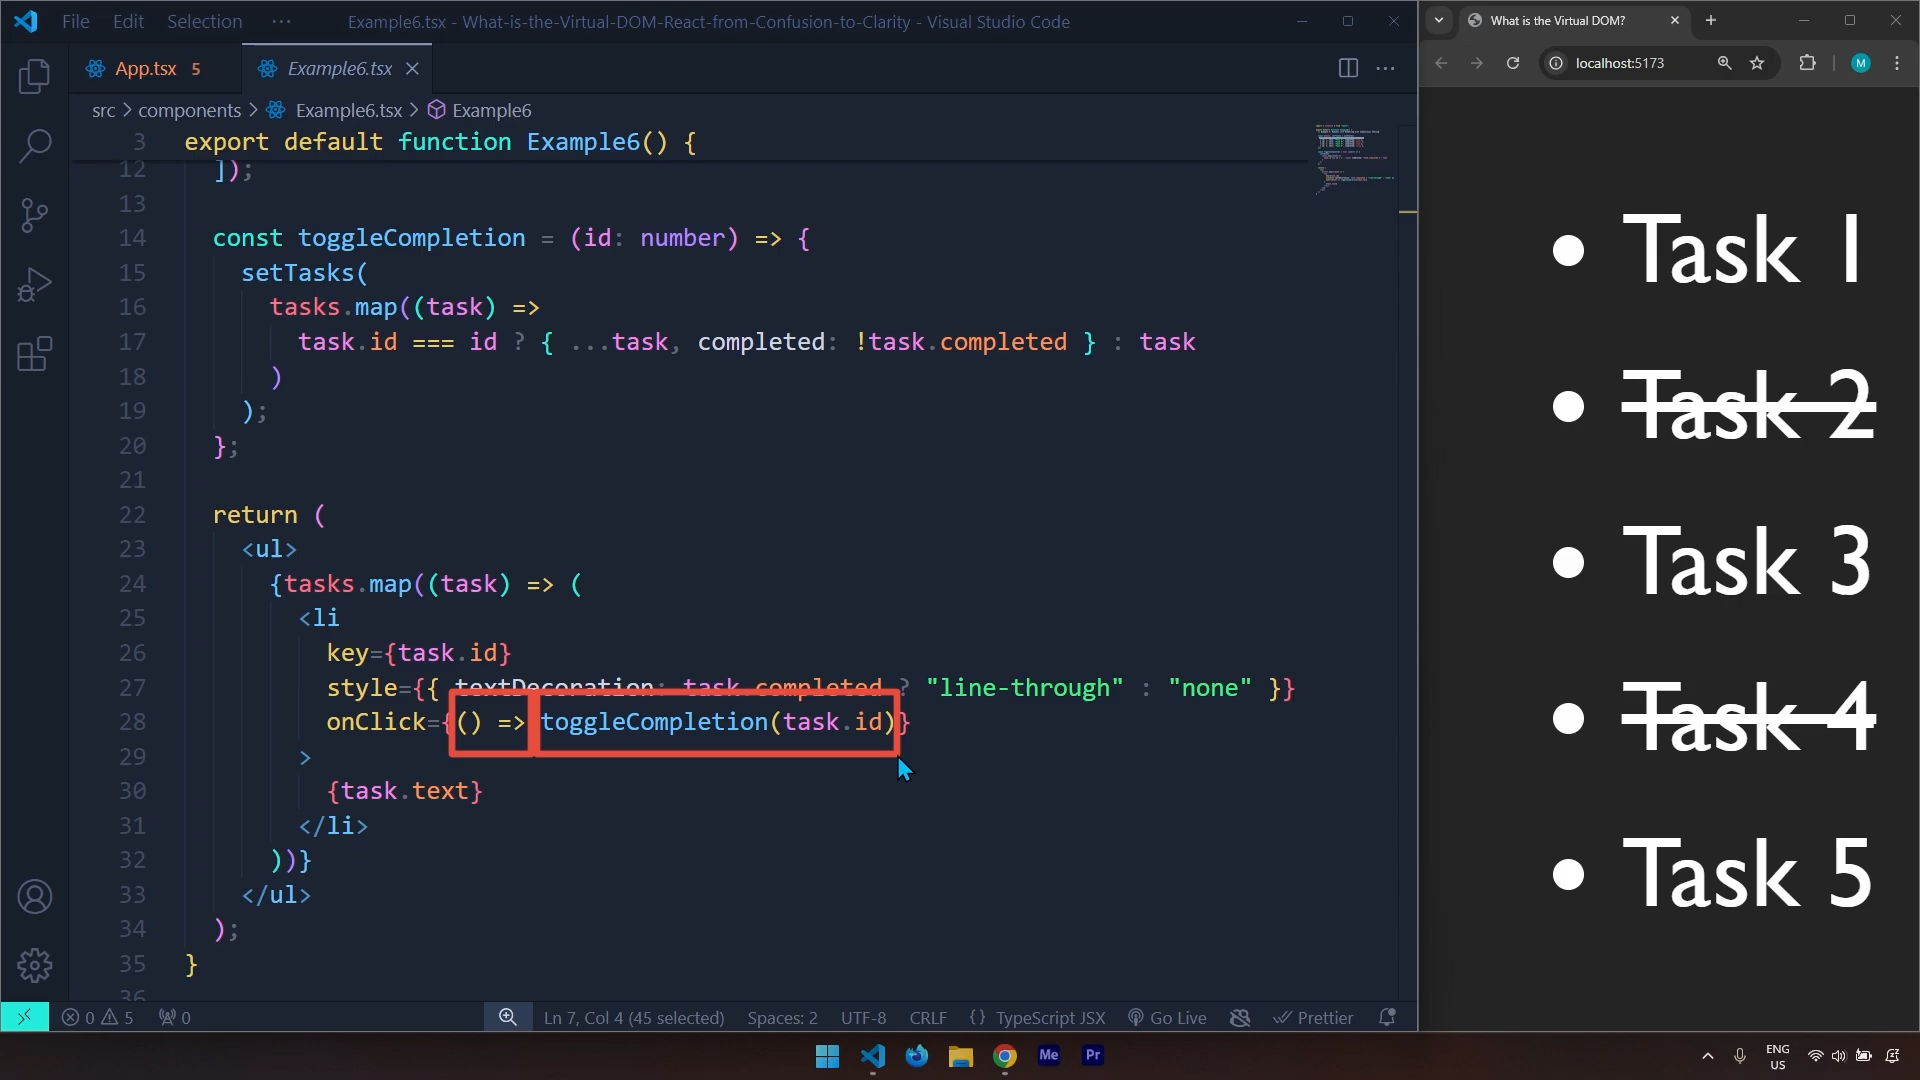 File Edit Selection ··· Example6.tsx - What-is-the-Virtual-DOM-React-from-Confusion-to-Clarity - Visual Studio Code
App.tsx 5 Example6.tsx
src > components > Example6.tsx > Example6
3 export default function Example6() {
12 ]);
13
14 const toggleCompletion = (id: number) => {
15 setTasks(
16 tasks.map((task) =>
17 task.id === id ? { ...task, completed: !task.completed } : task
18 )
19 );
20 };
21
22 return (
23 <ul>
24 {tasks.map((task) => (
25 <li
26 key={task.id}
27 style={{ textDecoration: task.completed ? "line-through" : "none" }}
28 onClick={() => toggleCompletion(task.id)}
29 >
30 {task.text}
31 </li>
32 ))}
33 </ul>
34 );
35 }
36
0 5 0 Ln 7, Col 4 (45 selected) Spaces: 2 UTF-8 CRLF {} TypeScript JSX Go Live Prettier
What is the Virtual DOM?
localhost:5173 M
• Task 1
• Task 2
• Task 3
• Task 4
• Task 5
Me Pr
ENG
US